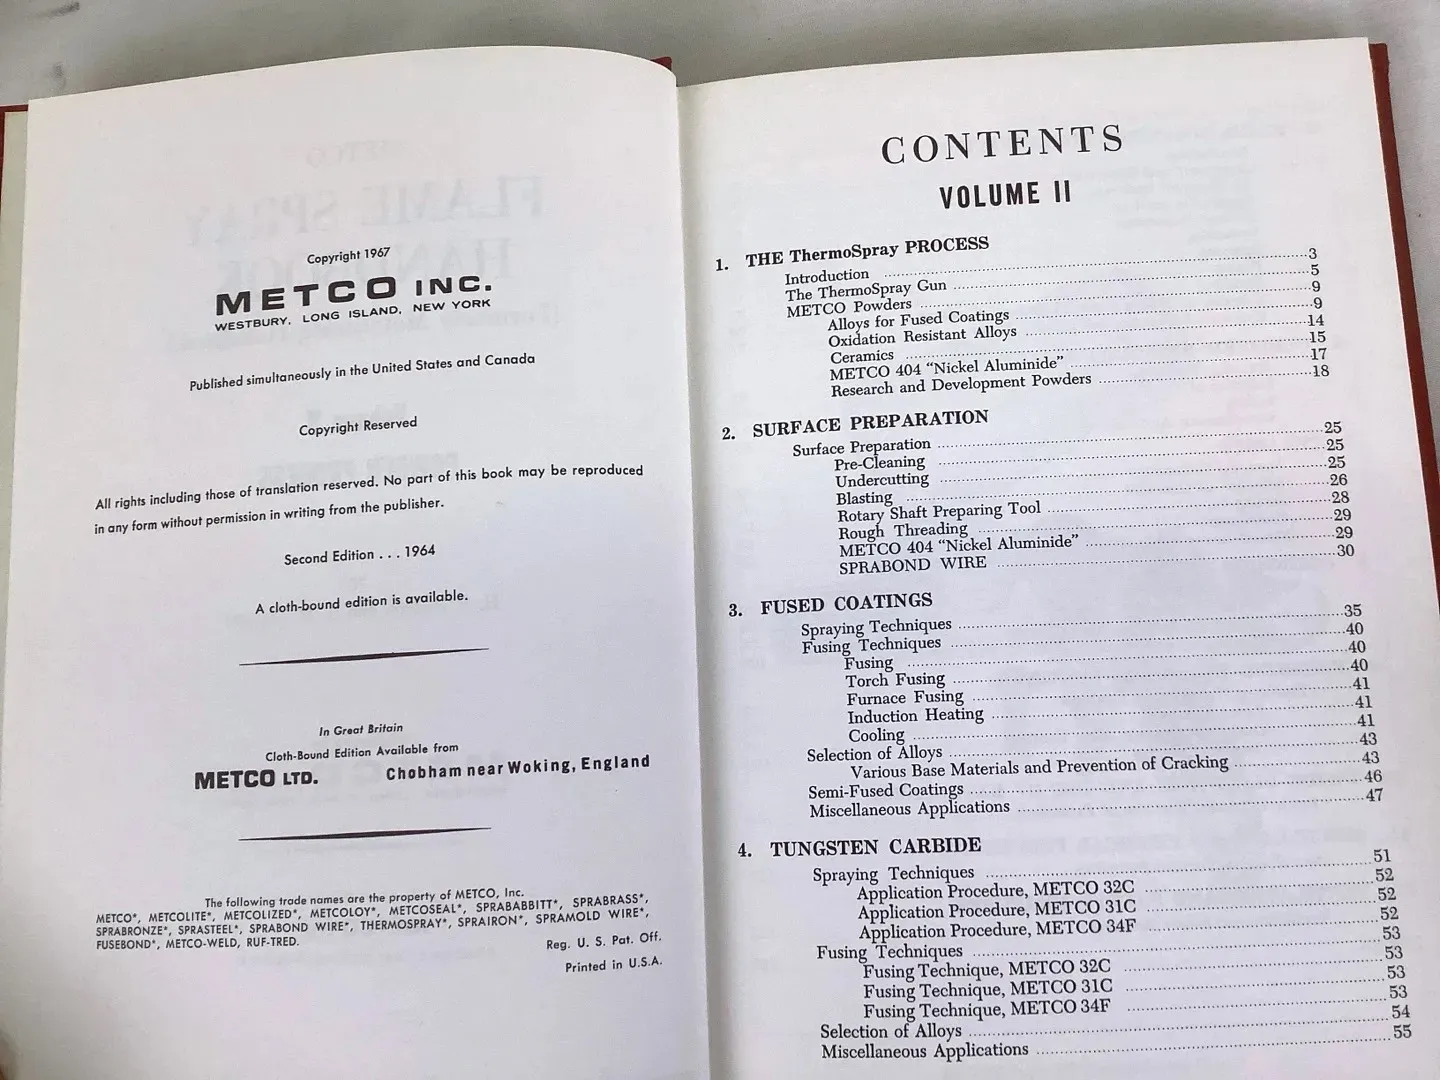 Copyright 1967
METCO INC.
WESTBURY, LONG ISLAND, NEW YORK
Published simultaneously in the United States and Canada
Copyright Reserved
All rights including those of translation reserved. No part of this book may be reproduced
in any form without permission in writing from the publisher.
Second Edition . . . 1964
A cloth-bound edition is available.
In Great Britain
Cloth-Bound Edition Available from
METCO LTD. Chobham near Woking, England
The following trade names are the property of METCO, Inc.
METCO*, METCOLITE*, METCOLIZED*, METCOLOY*, METCOSEAL*, SPRABABBITT*, SPRABRASS*,
SPRABRONZE*, SPRASTEEL*, SPRABOND WIRE*, THERMOSPRAY*, SPRAIRON*, SPRAMOLD WIRE*,
FUSEBOND*, METCO-WELD, RUF-TRED.
Reg. U. S. Pat. Off.
Printed in U.S.A.
CONTENTS
VOLUME II
1. THE ThermoSpray PROCESS
Introduction 3
The ThermoSpray Gun 5
METCO Powders 9
Alloys for Fused Coatings 9
Oxidation Resistant Alloys 14
Ceramics 15
METCO 404 “Nickel Aluminide” 17
Research and Development Powders 18
2. SURFACE PREPARATION
Surface Preparation 25
Pre-Cleaning 25
Undercutting 25
Blasting 26
Rotary Shaft Preparing Tool 28
Rough Threading 29
METCO 404 “Nickel Aluminide” 29
SPRABOND WIRE 30
3. FUSED COATINGS
Spraying Techniques 35
Fusing Techniques 40
Fusing 40
Torch Fusing 40
Furnace Fusing 41
Induction Heating 41
Cooling 41
Selection of Alloys 43
Various Base Materials and Prevention of Cracking 43
Semi-Fused Coatings 46
Miscellaneous Applications 47
4. TUNGSTEN CARBIDE
Spraying Techniques 51
Application Procedure, METCO 32C 52
Application Procedure, METCO 31C 52
Application Procedure, METCO 34F 52
Fusing Techniques 53
Fusing Technique, METCO 32C 53
Fusing Technique, METCO 31C 53
Fusing Technique, METCO 34F 53
Selection of Alloys 54
Miscellaneous Applications 55